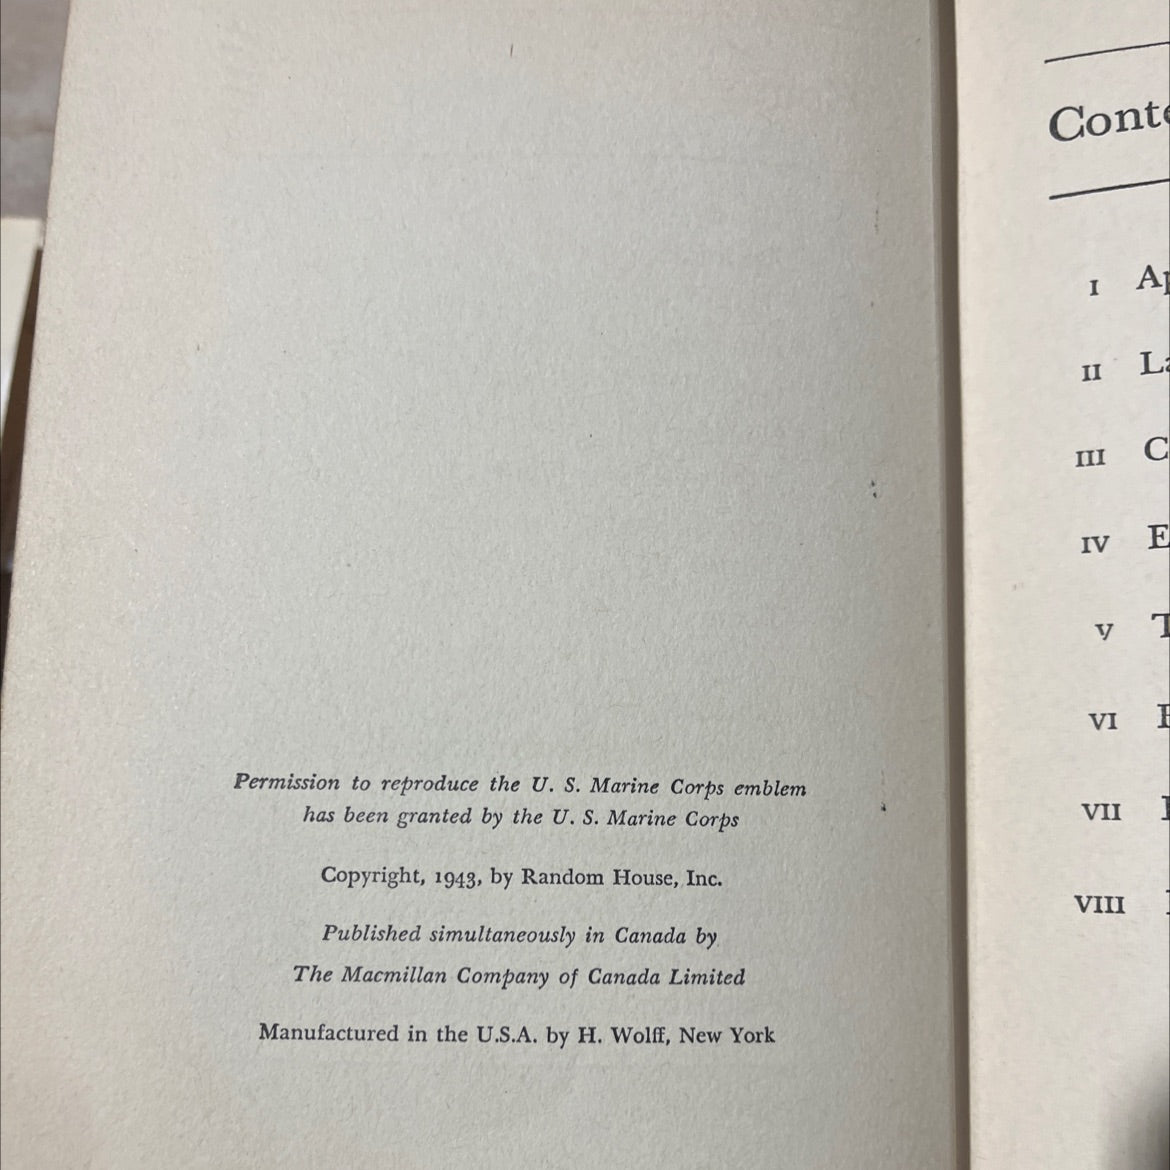 Permission to reproduce the U. S. Marine Corps emblem
has been granted by the U. S. Marine Corps
Copyright, 1943, by Random House, Inc.
Published simultaneously in Canada by
The Macmillan Company of Canada Limited
Manufactured in the U.S.A. by H. Wolff, New York
I
II
III
IV
V
VI
VII
VIII